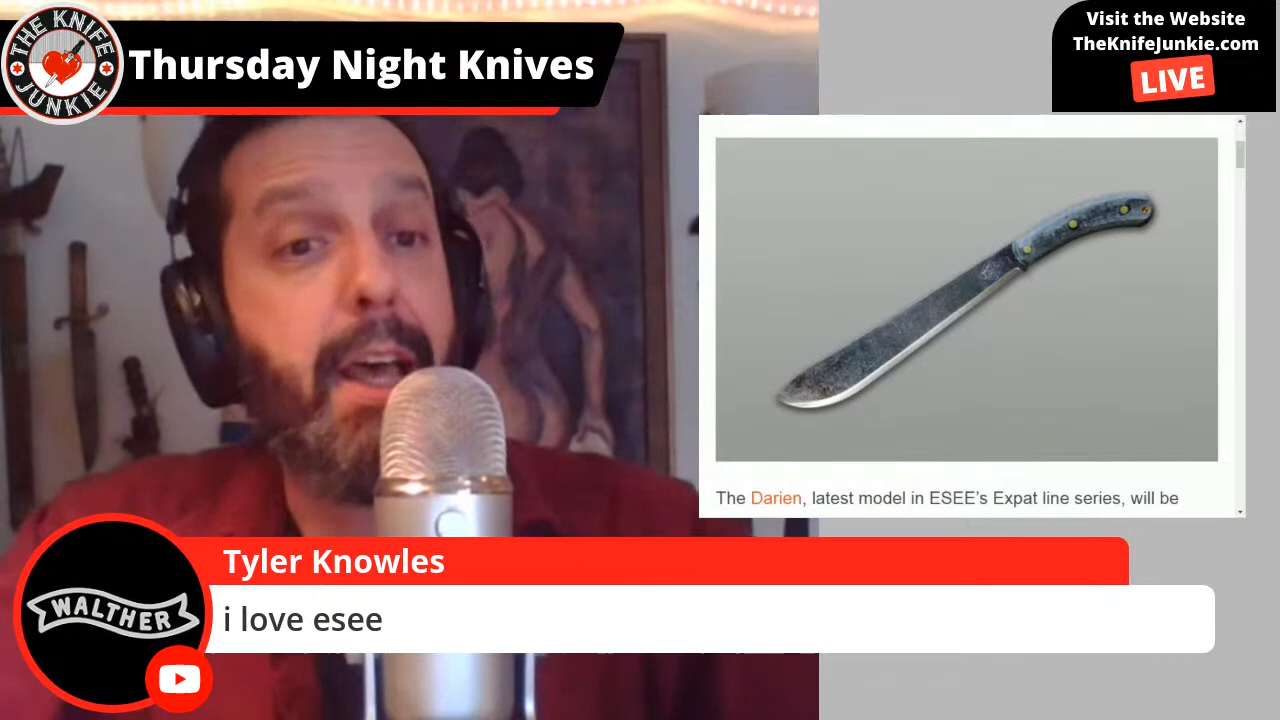 THE KNIFE
JUNKIE
Thursday Night Knives
Visit the Website
TheKnifeJunkie.com
LIVE
The Darien, latest model in ESEE’s Expat line series, will be
Tyler Knowles
i love esee
WALTHER